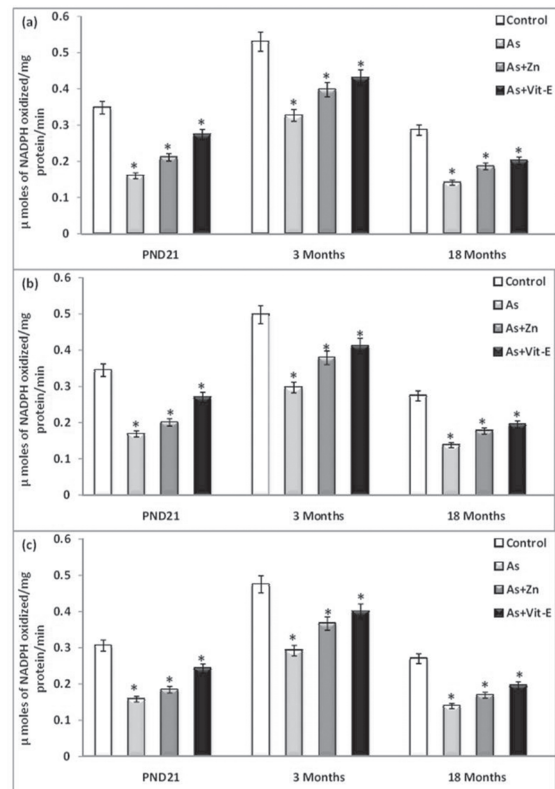 (a)
Control
As
As+Zn
As+Vit-E
μ moles of NADPH oxidized/mg
protein/min
0.6
0.5
0.4
0.3
0.2
0.1
0
*
*
*
*
*
*
*
*
*
PND21
3 Months
18 Months
(b)
Control
As
As+Zn
As+Vit-E
μ moles of NADPH oxidized/mg
protein/min
0.6
0.5
0.4
0.3
0.2
0.1
0
*
*
*
*
*
*
*
*
*
PND21
3 Months
18 Months
(c)
Control
As
As+Zn
As+Vit-E
μ moles of NADPH oxidized/mg
protein/min
0.6
0.5
0.4
0.3
0.2
0.1
0
*
*
*
*
*
*
*
*
*
PND21
3 Months
18 Months